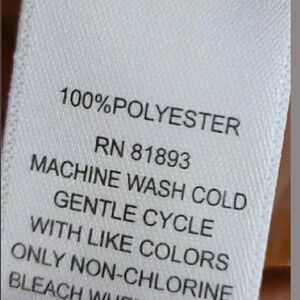 100%POLYESTER
RN 81893
MACHINE WASH COLD
GENTLE CYCLE
WITH LIKE COLORS
ONLY NON-CHLORINE
BLEACH